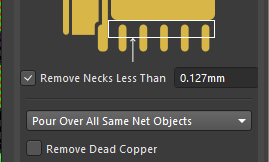 Remove Necks Less Than 0.127mm
Pour Over All Same Net Objects
Remove Dead Copper